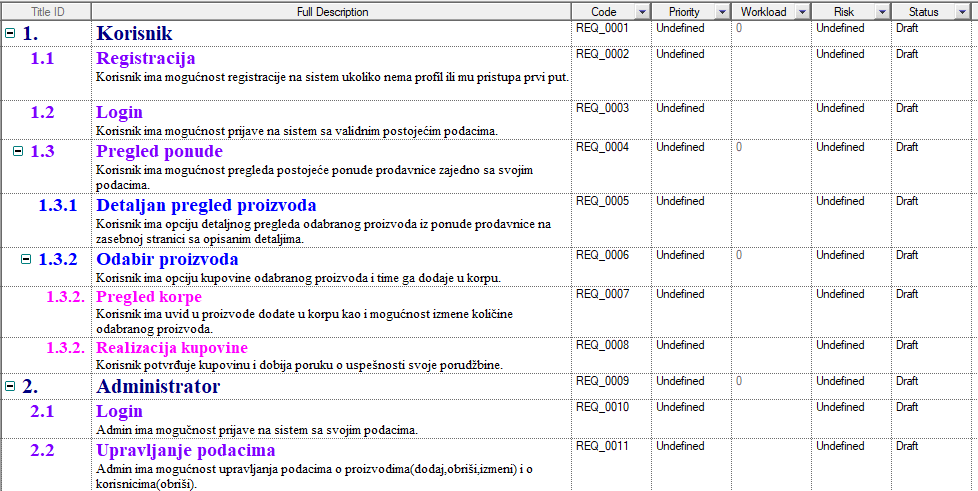 Title ID Full Description Code Priority Workload Risk Status
1. Korisnik REQ_0001 Undefined 0 Undefined Draft
1.1 Registracija REQ_0002 Undefined Undefined Draft
Korisnik ima mogućnost registracije na sistem ukoliko nema profil ili mu pristupa prvi put.
1.2 Login REQ_0003 Undefined Undefined Draft
Korisnik ima mogućnost prijave na sistem sa validnim postojećim podacima.
1.3 Pregled ponude REQ_0004 Undefined 0 Undefined Draft
Korisnik ima mogućnost pregleda postojeće ponude prodavnice zajedno sa svojim
podacima.
1.3.1 Detaljan pregled proizvoda REQ_0005 Undefined Undefined Draft
Korisnik ima opciju detaljnog pregleda odabranog proizvoda iz ponude prodavnice na
zasebnoj stranici sa opisanim detaljima.
1.3.2 Odabir proizvoda REQ_0006 Undefined 0 Undefined Draft
Korisnik ima opciju kupovine odabranog proizvoda i time ga dodaje u korpu.
1.3.2. Pregled korpe REQ_0007 Undefined Undefined Draft
Korisnik ima uvid u proizvode dodate u korpu kao i mogućnost izmene količine
odabranog proizvoda.
1.3.2. Realizacija kupovine REQ_0008 Undefined Undefined Draft
Korisnik potvrđuje kupovinu i dobija poruku o uspešnosti svoje porudžbine.
2. Administrator REQ_0009 Undefined 0 Undefined Draft
2.1 Login REQ_0010 Undefined Undefined Draft
Admin ima mogučnost prijave na sistem sa svojim podacima.
2.2 Upravljanje podacima REQ_0011 Undefined Undefined Draft
Admin ima mogućnost upravljanja podacima o proizvodima(dodaj,obriši,izmeni) i o
korisnicima(obriši).